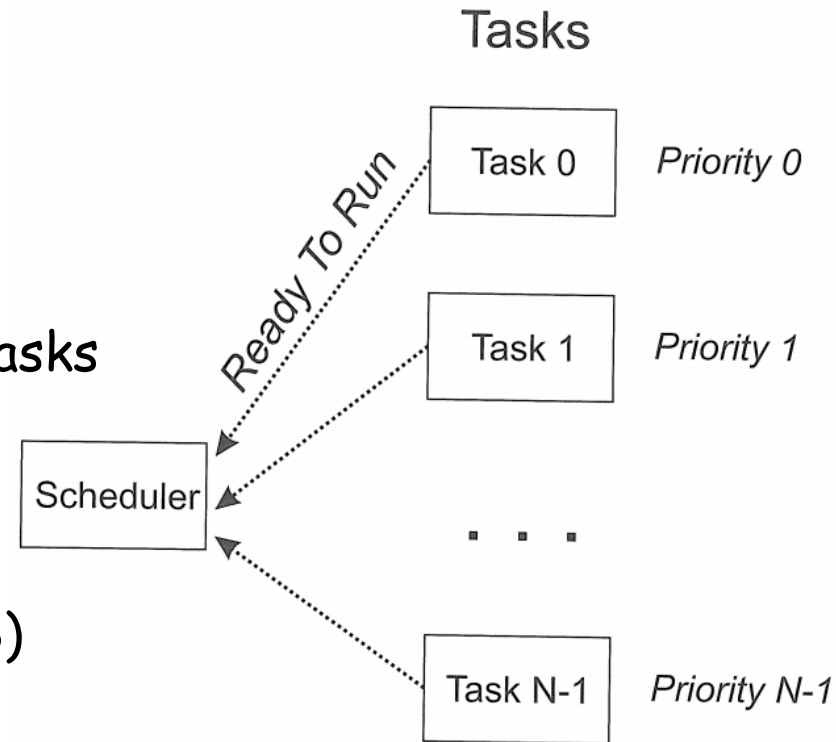 Tasks
Task 0 Priority 0
Ready To Run
asks
Task 1 Priority 1
Scheduler
. . .
)
Task N-1 Priority N-1